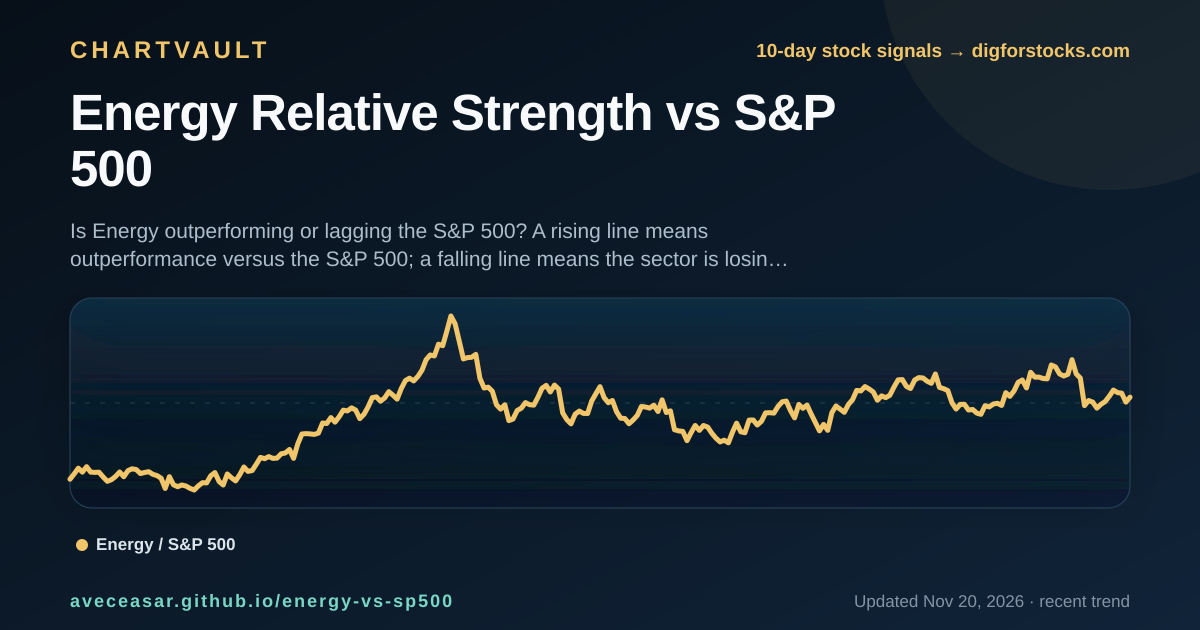 CHARTVAULT
10-day stock signals → digforstocks.com
Energy Relative Strength vs S&P
500
Is Energy outperforming or lagging the S&P 500? A rising line means
outperformance versus the S&P 500; a falling line means the sector is losin…
Energy / S&P 500
aveceasar.github.io/energy-vs-sp500
Updated Nov 20, 2026 · recent trend